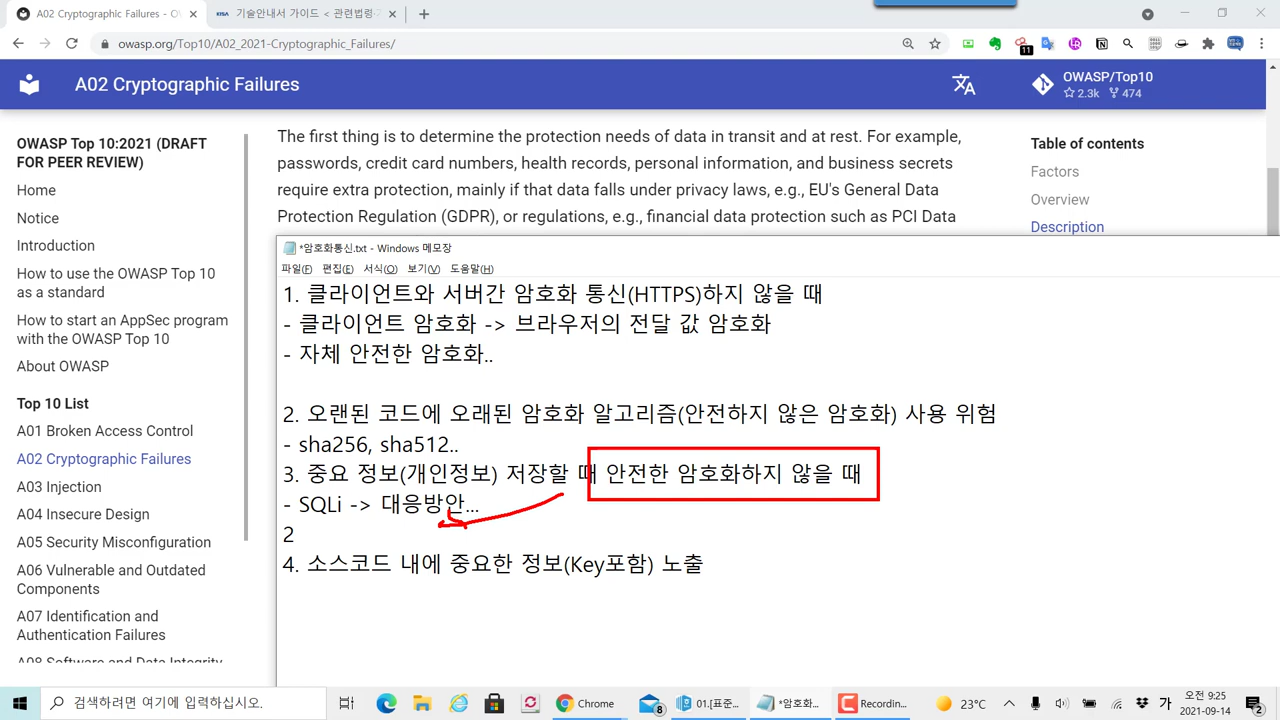 A02 Cryptographic Failures - OW
기술안내서 가이드 < 관련법령·기
owasp.org/Top10/A02_2021-Cryptographic_Failures/
11
A02 Cryptographic Failures
OWASP/Top10
2.3k 474
OWASP Top 10:2021 (DRAFT
FOR PEER REVIEW)
Home
Notice
Introduction
How to use the OWASP Top 10
as a standard
How to start an AppSec program
with the OWASP Top 10
About OWASP
Top 10 List
A01 Broken Access Control
A02 Cryptographic Failures
A03 Injection
A04 Insecure Design
A05 Security Misconfiguration
A06 Vulnerable and Outdated
Components
A07 Identification and
Authentication Failures
A08 Software and Data Integrity
The first thing is to determine the protection needs of data in transit and at rest. For example,
passwords, credit card numbers, health records, personal information, and business secrets
require extra protection, mainly if that data falls under privacy laws, e.g., EU's General Data
Protection Regulation (GDPR), or regulations, e.g., financial data protection such as PCI Data
Table of contents
Factors
Overview
Description
*암호화통신.txt - Windows 메모장
파일(F) 편집(E) 서식(O) 보기(V) 도움말(H)
1. 클라이언트와 서버간 암호화 통신(HTTPS)하지 않을 때
- 클라이언트 암호화 -> 브라우저의 전달 값 암호화
- 자체 안전한 암호화..
2. 오랜된 코드에 오래된 암호화 알고리즘(안전하지 않은 암호화) 사용 위험
- sha256, sha512..
3. 중요 정보(개인정보) 저장할 때 안전한 암호화하지 않을 때
- SQLi -> 대응방안...
2
4. 소스코드 내에 중요한 정보(Key포함) 노출
검색하려면 여기에 입력하십시오.
Chrome
8
01.[표준...
*암호화...
Recordin...
23°C
가
오전 9:25
2021-09-14
2